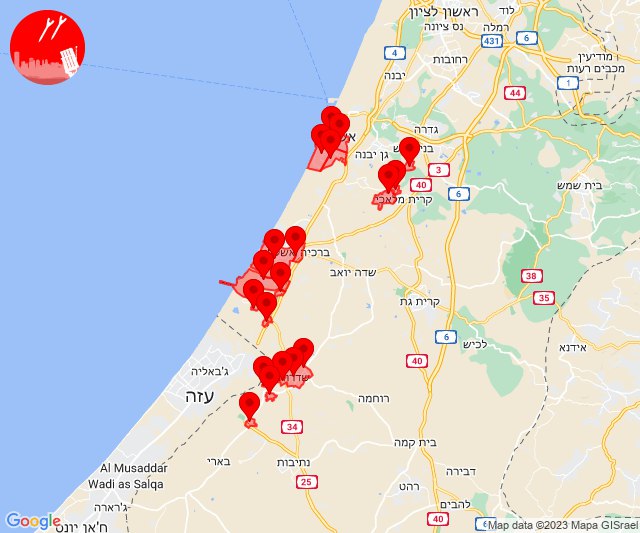 ראשון לציון
נס ציונה
לוד
רמלה
4
6
431
רחובות
מודיעין
מכבים רעות
יבנה
1
44
גדרה
גן יבנה
3
40
6
בית שמש
קרית מלאכי
ברכיה
שדה יואב
38
35
קרית גת
6
לכיש
אידנא
ג'באליה
40
עזה
שדרות
רוחמה
34
בית קמה
בארי
נתיבות
Al Musaddar
Wadi as Salqa
25
דבירה
רהט
ג'רארה
להבים
40
6
ח'אן יונס
Google
Map data ©2023 Mapa GISrael